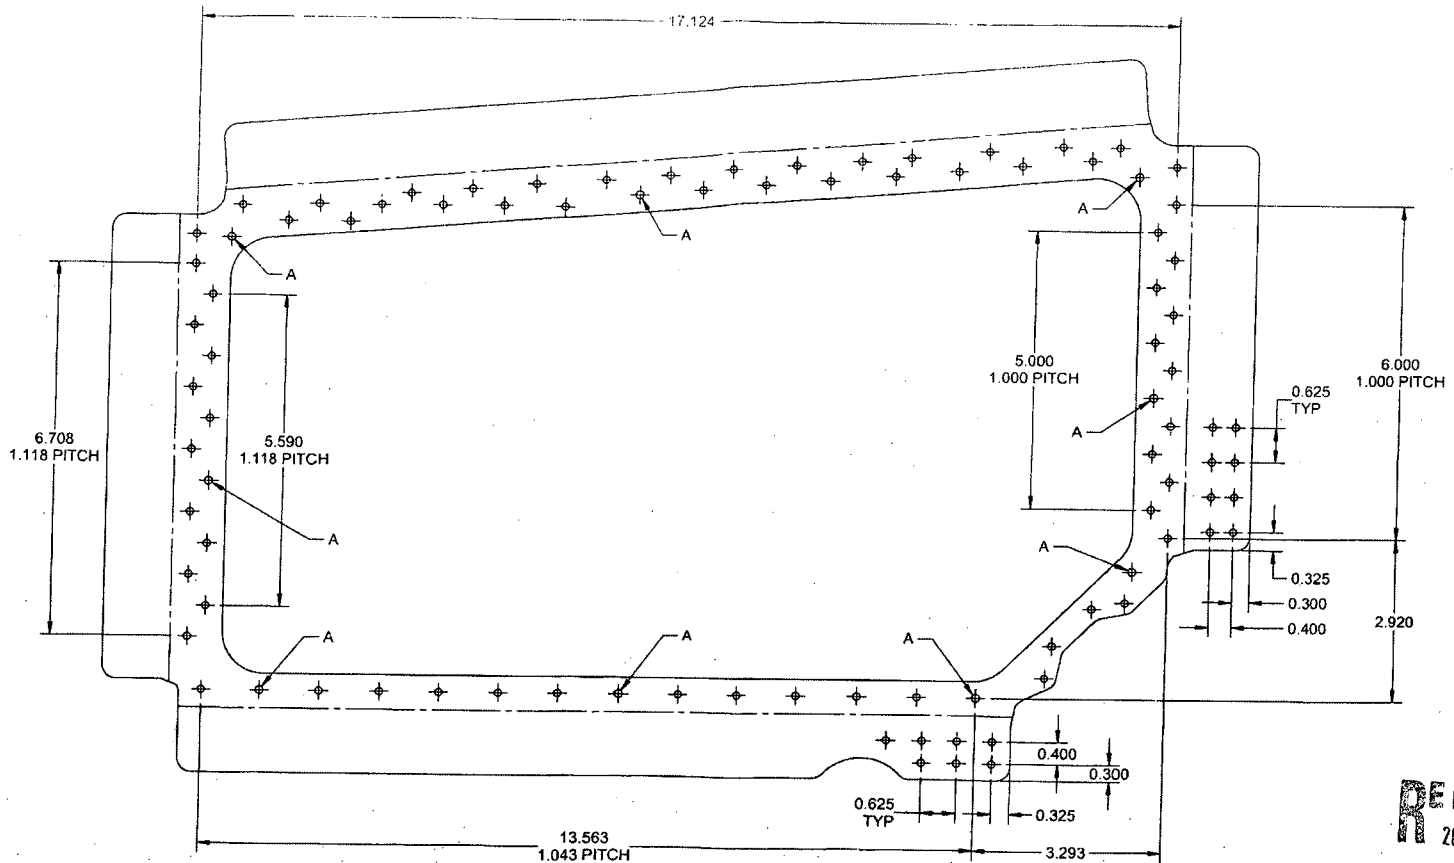 17.124
A
A
A
6.708
1.118 PITCH
5.590
1.118 PITCH
5.000
1.000 PITCH
6.000
1.000 PITCH
0.625
TYP
A
A
A
0.325
0.300
0.400
2.920
A
A
A
0.400
0.300
0.625
TYP
0.325
13.563
1.043 PITCH
3.293